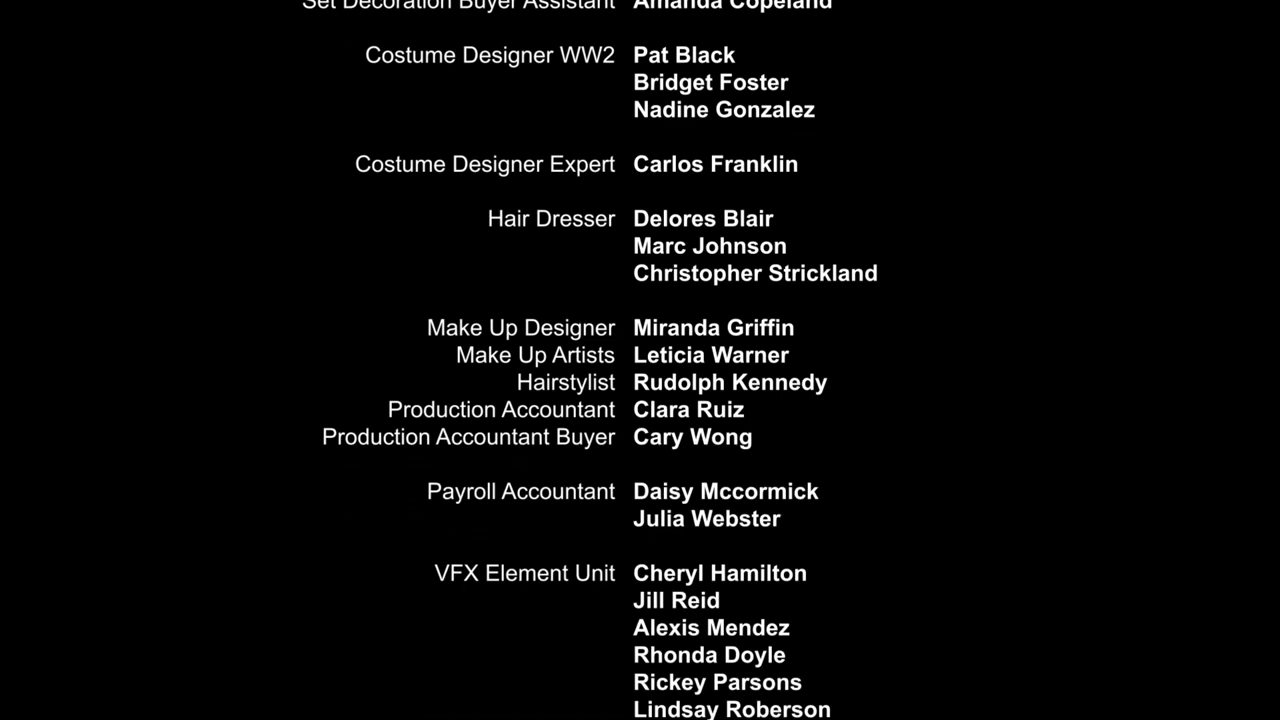 Set Decoration Buyer Assistant Amanda Copeland
Costume Designer WW2 Pat Black
Bridget Foster
Nadine Gonzalez
Costume Designer Expert Carlos Franklin
Hair Dresser Delores Blair
Marc Johnson
Christopher Strickland
Make Up Designer Miranda Griffin
Make Up Artists Leticia Warner
Hairstylist Rudolph Kennedy
Production Accountant Clara Ruiz
Production Accountant Buyer Cary Wong
Payroll Accountant Daisy Mccormick
Julia Webster
VFX Element Unit Cheryl Hamilton
Jill Reid
Alexis Mendez
Rhonda Doyle
Rickey Parsons
Lindsay Roberson